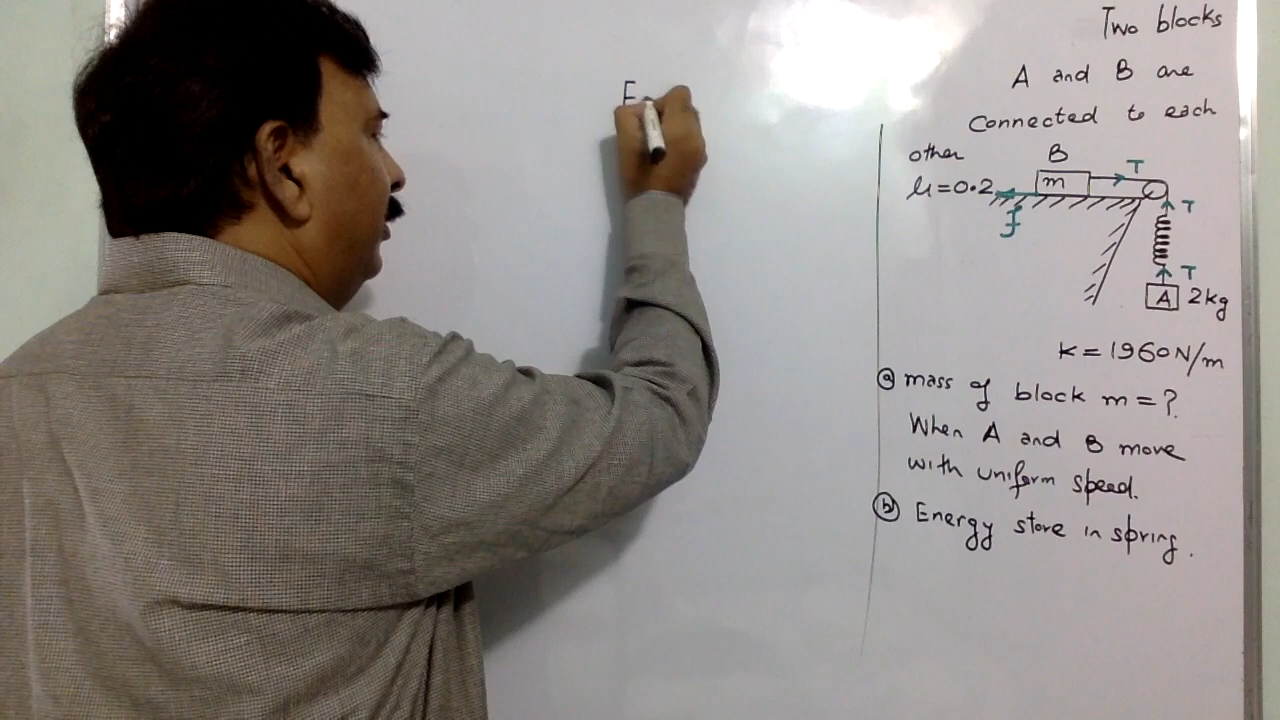 F
Two blocks
A and B are
Connected to each
other
B
T
μ = 0.2
m
T
f
T
A 2kg
K = 1960 N/m
ⓐ mass of block m = ?
When A and B move
with uniform speed.
ⓑ Energy store in spring.